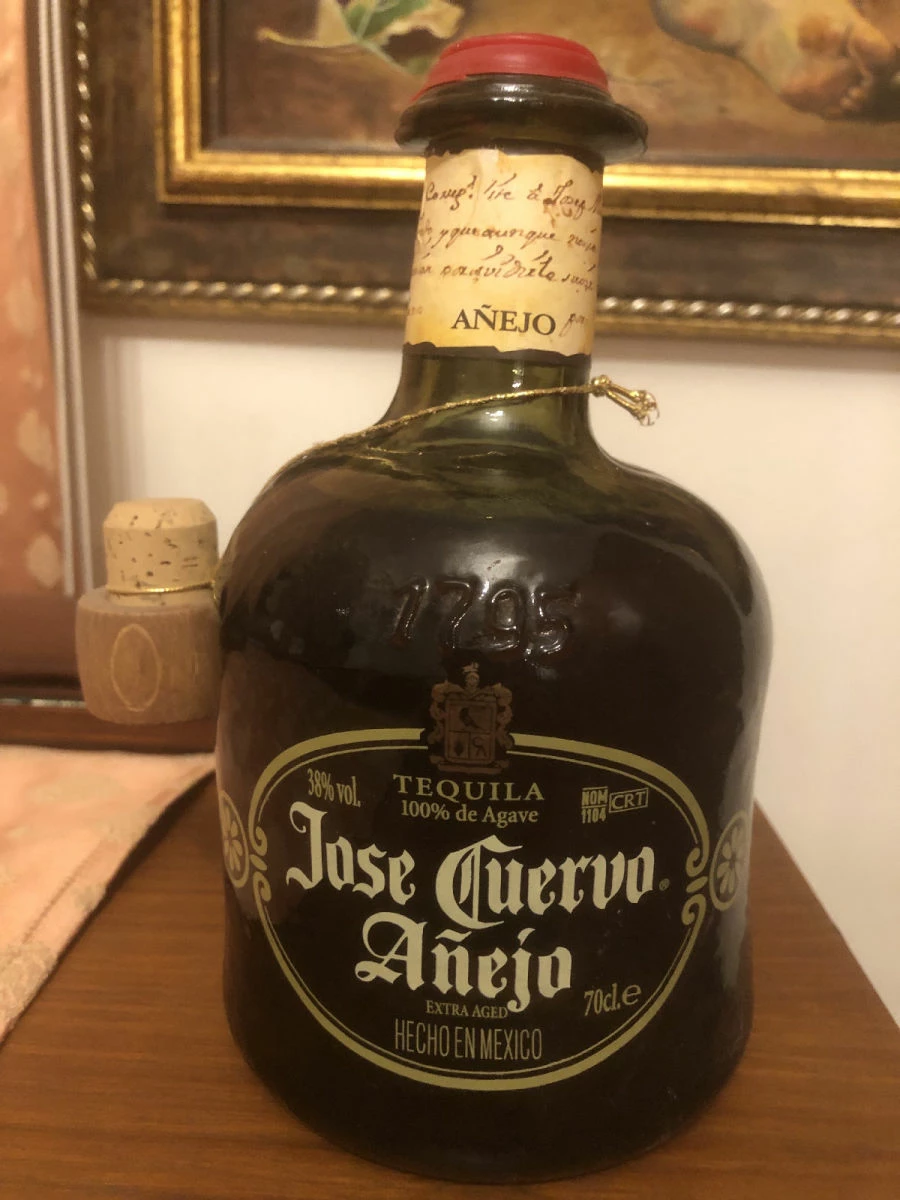 AÑEJO
1795
38% vol.
TEQUILA
100% de Agave
NOM
1104
CRT
Jose Cuervo®
Añejo
EXTRA AGED
70cl.e
HECHO EN MEXICO